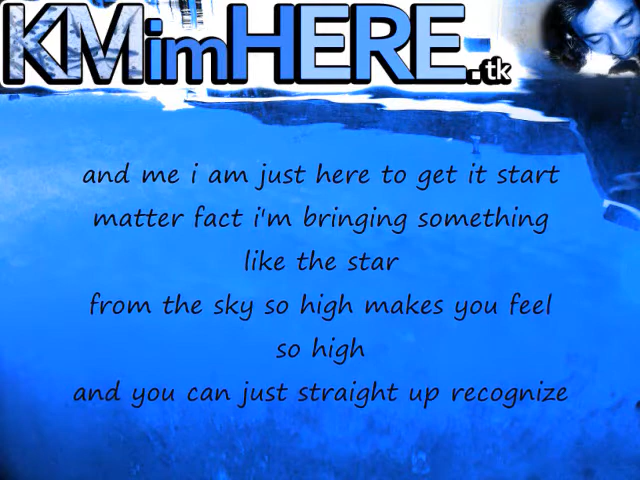 KMimHERE.tk
and me i am just here to get it start
matter fact i'm bringing something
like the star
from the sky so high makes you feel
so high
and you can just straight up recognize